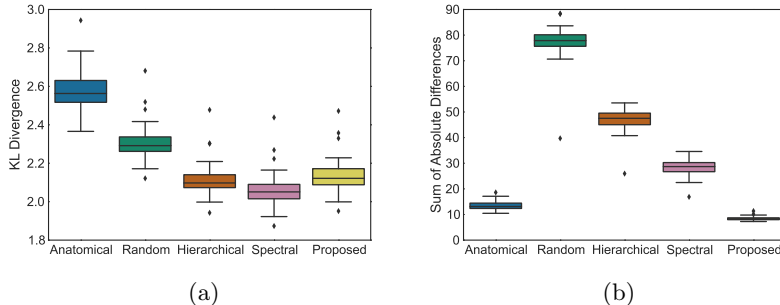 3.0
2.8
2.6
2.4
2.2
2.0
1.8
KL Divergence
Anatomical Random Hierarchical Spectral Proposed
(a)
90
80
70
60
50
40
30
20
10
0
Sum of Absolute Differences
Anatomical Random Hierarchical Spectral Proposed
(b)